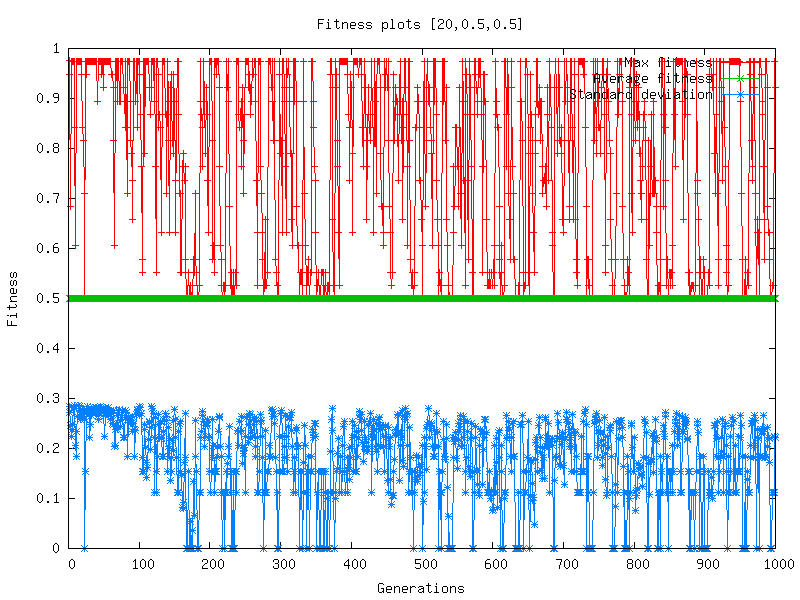 Fitness plots [20,0.5,0.5]
1
Max fitness
Average fitness
Standard deviation
0.9
0.8
0.7
0.6
0.5
0.4
0.3
0.2
0.1
0
Fitness
0 100 200 300 400 500 600 700 800 900 1000
Generations